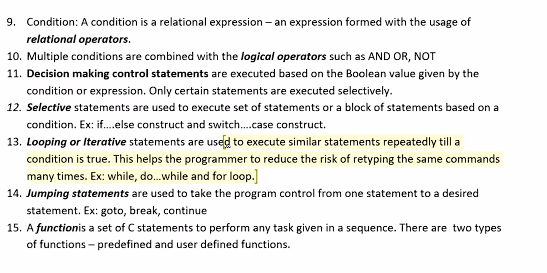 9. Condition: A condition is a relational expression – an expression formed with the usage of
relational operators.
10. Multiple conditions are combined with the logical operators such as AND OR, NOT
11. Decision making control statements are executed based on the Boolean value given by the
condition or expression. Only certain statements are executed selectively.
12. Selective statements are used to execute set of statements or a block of statements based on a
condition. Ex: if....else construct and switch....case construct.
13. Looping or Iterative statements are used to execute similar statements repeatedly till a
condition is true. This helps the programmer to reduce the risk of retyping the same commands
many times. Ex: while, do...while and for loop.
14. Jumping statements are used to take the program control from one statement to a desired
statement. Ex: goto, break, continue
15. A functionis a set of C statements to perform any task given in a sequence. There are two types
of functions – predefined and user defined functions.